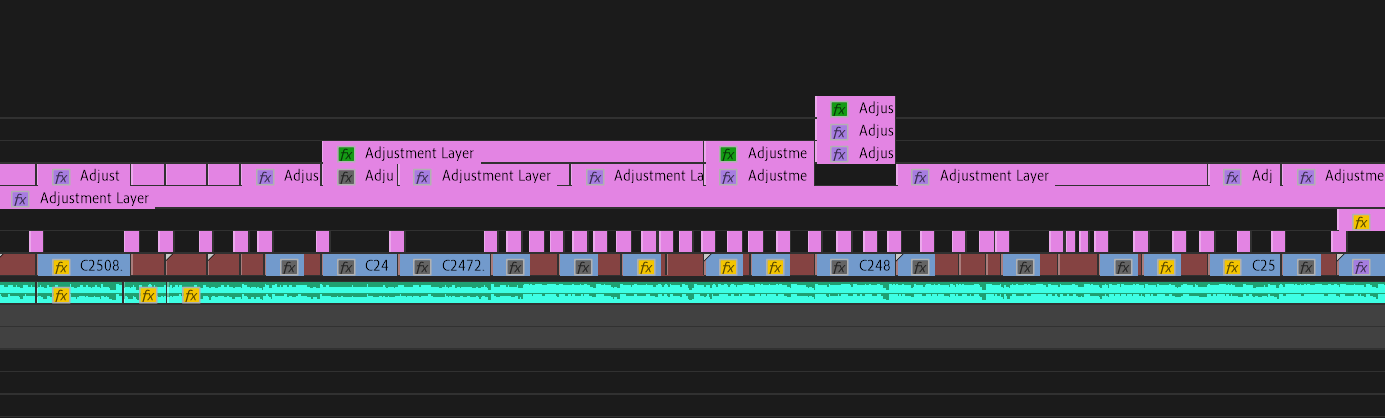 fx Adjus
fx Adjus
fx Adjustment Layer fx Adjustme fx Adjus
fx Adjust fx Adjus fx Adju fx Adjustment Layer fx Adjustment La fx Adjustme fx Adjustment Layer fx Adj fx Adjustme
fx Adjustment Layer
fx
fx C2508. fx fx C24 fx C2472. fx fx fx fx fx fx C248 fx fx fx fx fx C25 fx fx
fx fx fx